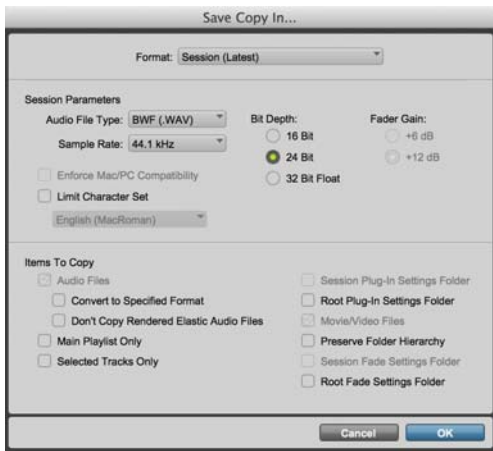 Save Copy In...
Format: Session (Latest)
Session Parameters
Audio File Type: BWF (.WAV)
Sample Rate: 44.1 kHz
Enforce Mac/PC Compatibility
Limit Character Set
English (MacRoman)
Bit Depth:
16 Bit
24 Bit
32 Bit Float
Fader Gain:
+6 dB
+12 dB
Items To Copy
Audio Files
Convert to Specified Format
Don't Copy Rendered Elastic Audio Files
Main Playlist Only
Selected Tracks Only
Session Plug-In Settings Folder
Root Plug-In Settings Folder
Movie/Video Files
Preserve Folder Hierarchy
Session Fade Settings Folder
Root Fade Settings Folder
Cancel
OK